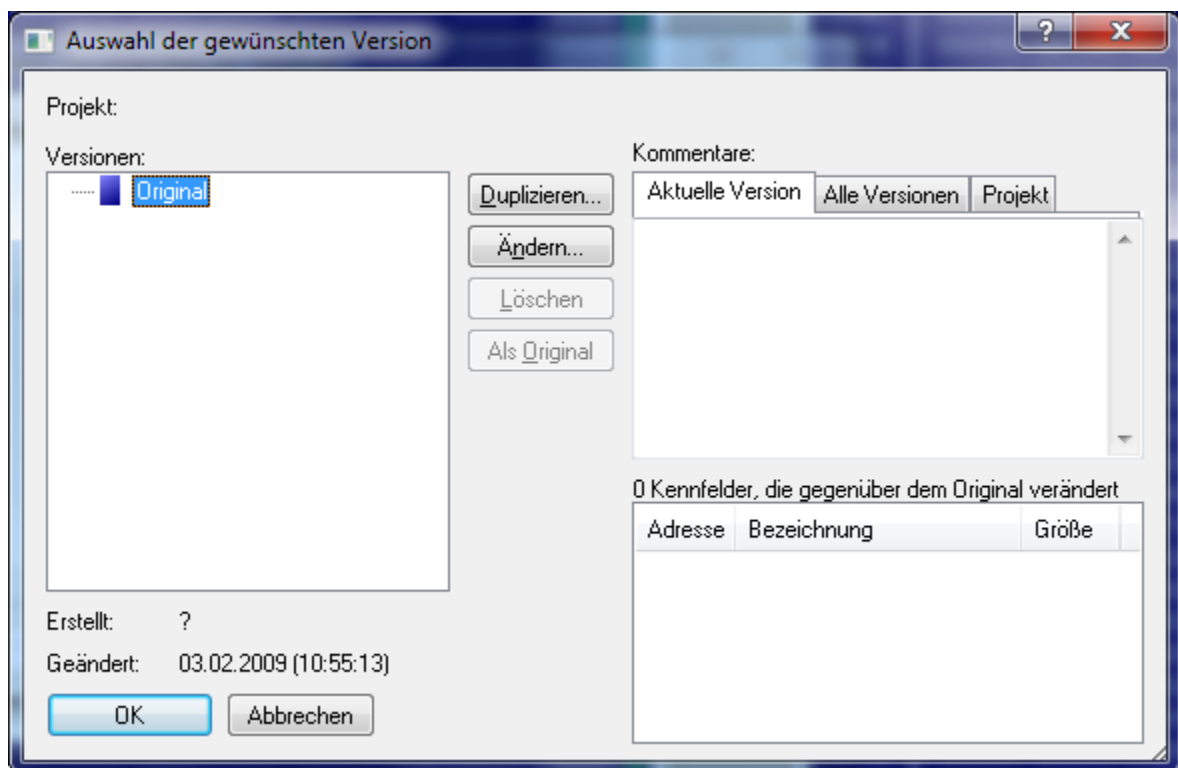 Auswahl der gewünschten Version
?
x
Projekt:
Versionen:
Original
Duplizieren...
Ändern...
Löschen
Als Original
Kommentare:
Aktuelle Version Alle Versionen Projekt
0 Kennfelder, die gegenüber dem Original verändert
Adresse Bezeichnung Größe
Erstellt: ?
Geändert: 03.02.2009 (10:55:13)
OK Abbrechen